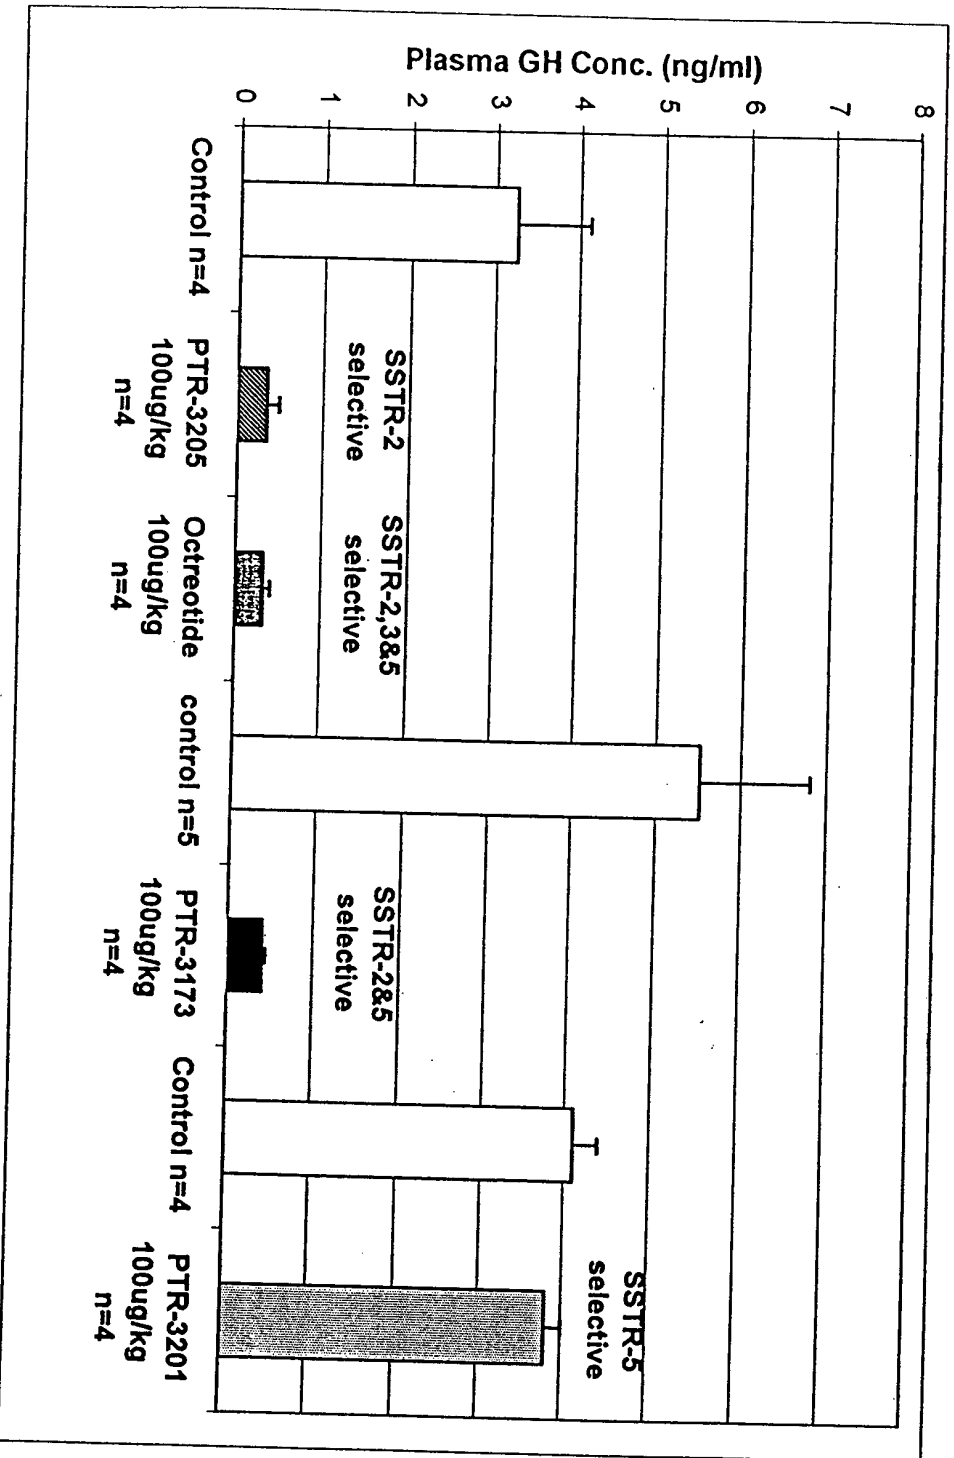 Plasma GH Conc. (ng/ml)
8
7
6
5
4
3
2
1
0
SSTR-2
selective
SSTR-2,3&5
selective
SSTR-2&5
selective
SSTR-5
selective
Control n=4
PTR-3205
100ug/kg
n=4
Octreotide
100ug/kg
n=4
control n=5
PTR-3173
100ug/kg
n=4
Control n=4
PTR-3201
100ug/kg
n=4